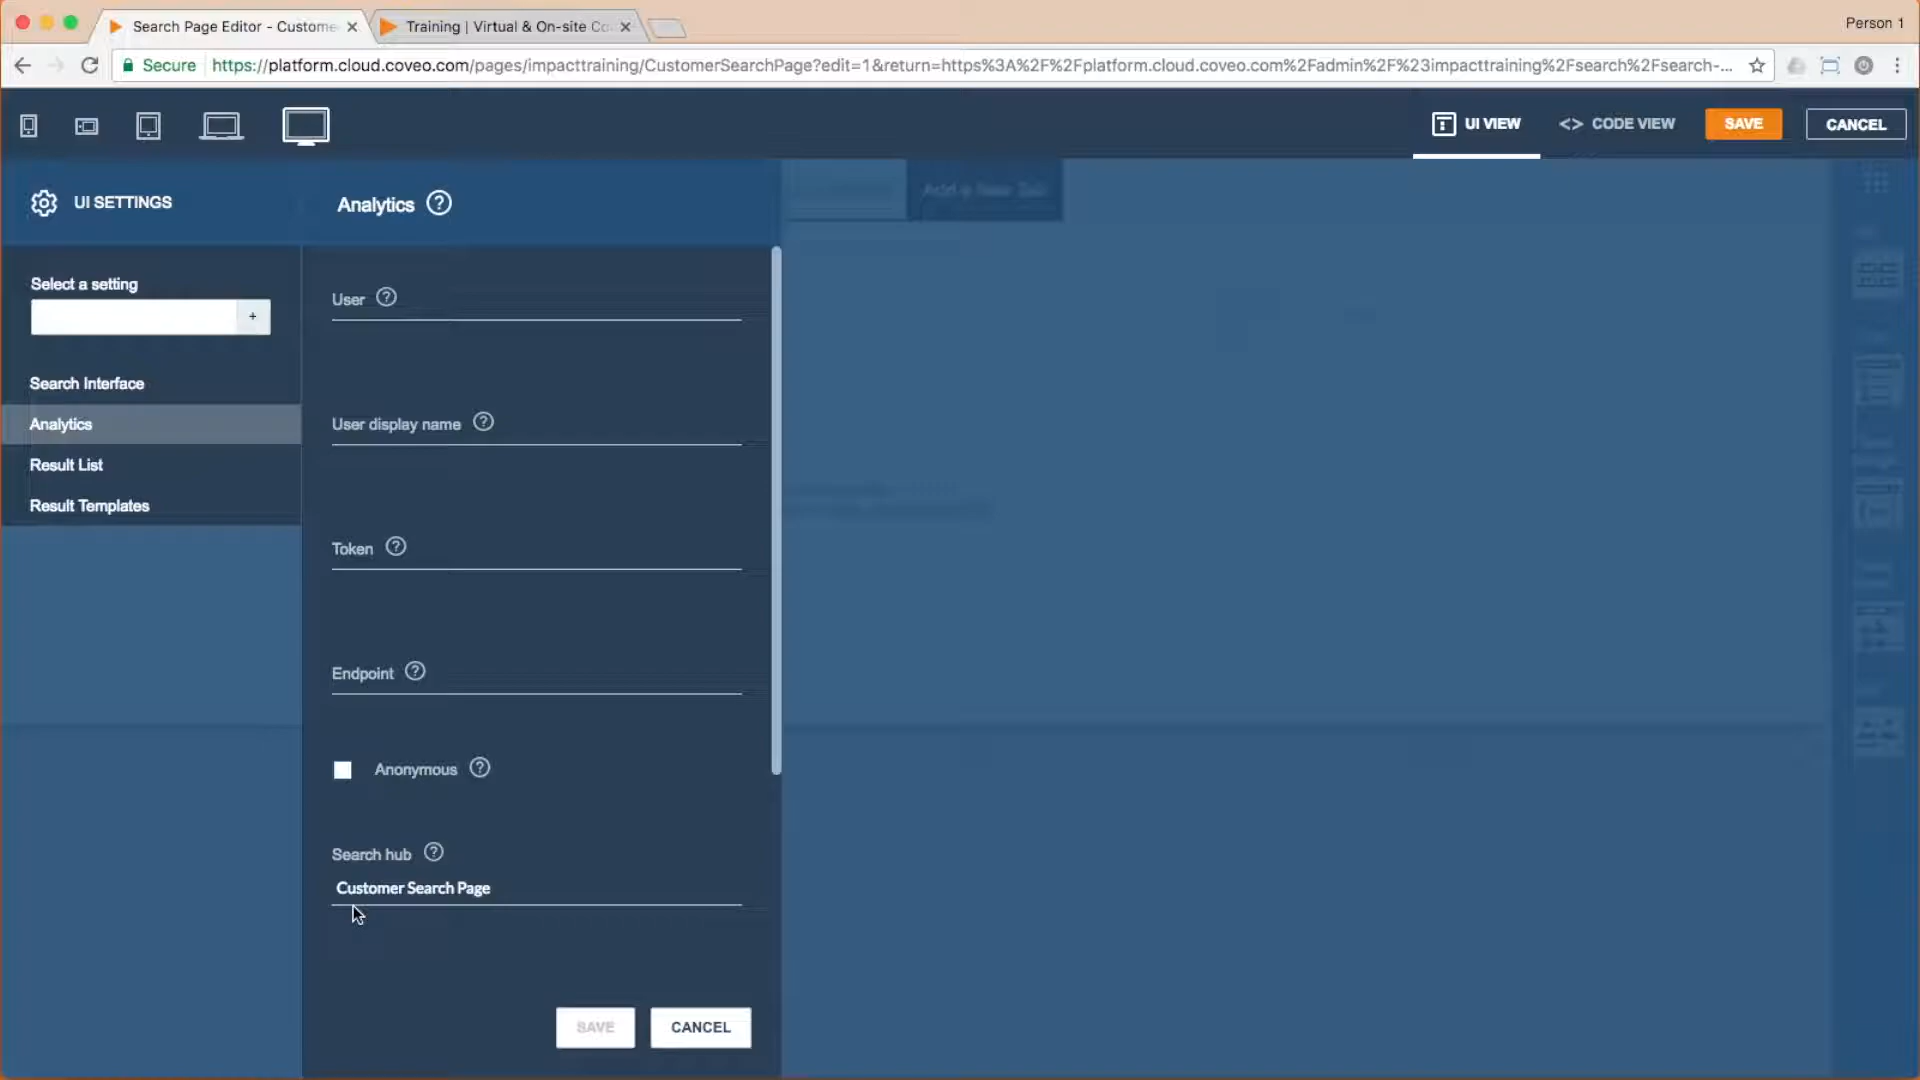 Search Page Editor - Custome
Training | Virtual & On-site Co
Person 1
Secure
https://platform.cloud.coveo.com/pages/impacttraining/CustomerSearchPage?edit=1&return=https%3A%2F%2Fplatform.cloud.coveo.com%2Fadmin%2F%23impacttraining%2Fsearch%2Fsearch-...
UI VIEW
<> CODE VIEW
SAVE
CANCEL
UI SETTINGS
Analytics
Add a New Tab
Select a setting
+
Search Interface
Analytics
Result List
Result Templates
User
User display name
Token
Endpoint
Anonymous
Search hub
Customer Search Page
SAVE
CANCEL